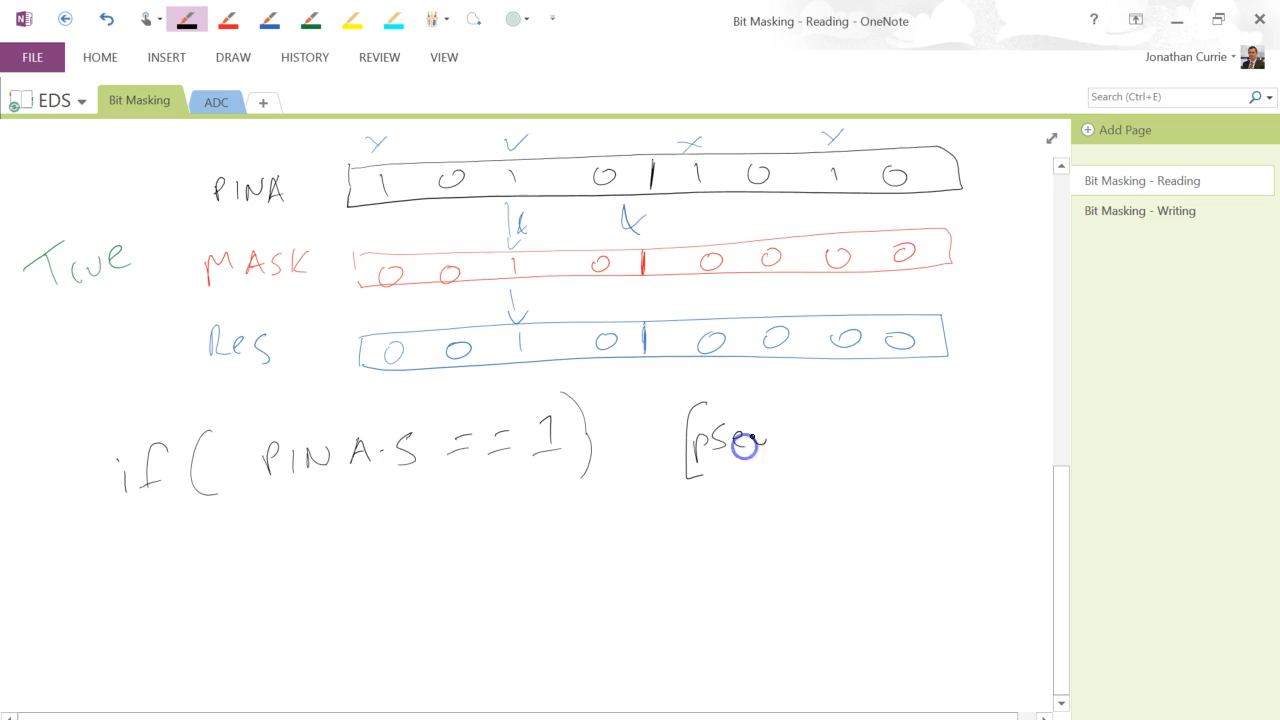 Bit Masking - Reading - OneNote
?
FILE HOME INSERT DRAW HISTORY REVIEW VIEW
Jonathan Currie
EDS Bit Masking ADC +
Search (Ctrl+E)
Add Page
Bit Masking - Reading
Bit Masking - Writing
PINA 1 0 1 0 1 0 1 0
& &
True MASK 0 0 1 0 0 0 0 0
Res 0 0 1 0 0 0 0 0
if ( PINA.5 == 1 ) [pseu